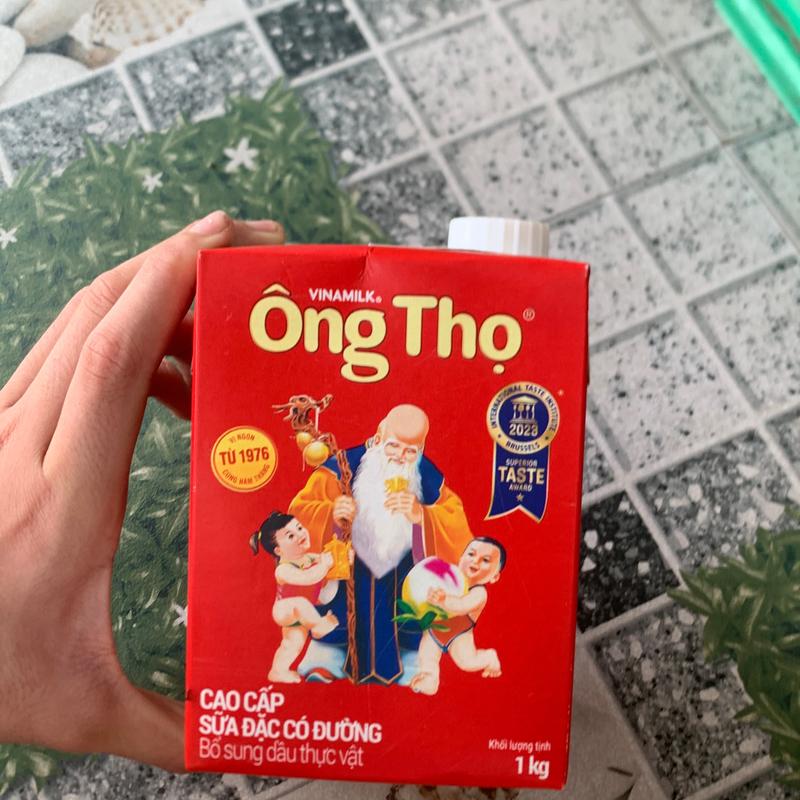 VINAMILK®
Ông Thọ®
VỊ NGON
TỪ 1976
CÙNG NĂM THÁNG
INTERNATIONAL TASTE INSTITUTE
2023
BRUSSELS
SUPERIOR
TASTE
AWARD
CAO CẤP
SỮA ĐẶC CÓ ĐƯỜNG
Bổ sung dầu thực vật
Khối lượng tịnh
1 kg